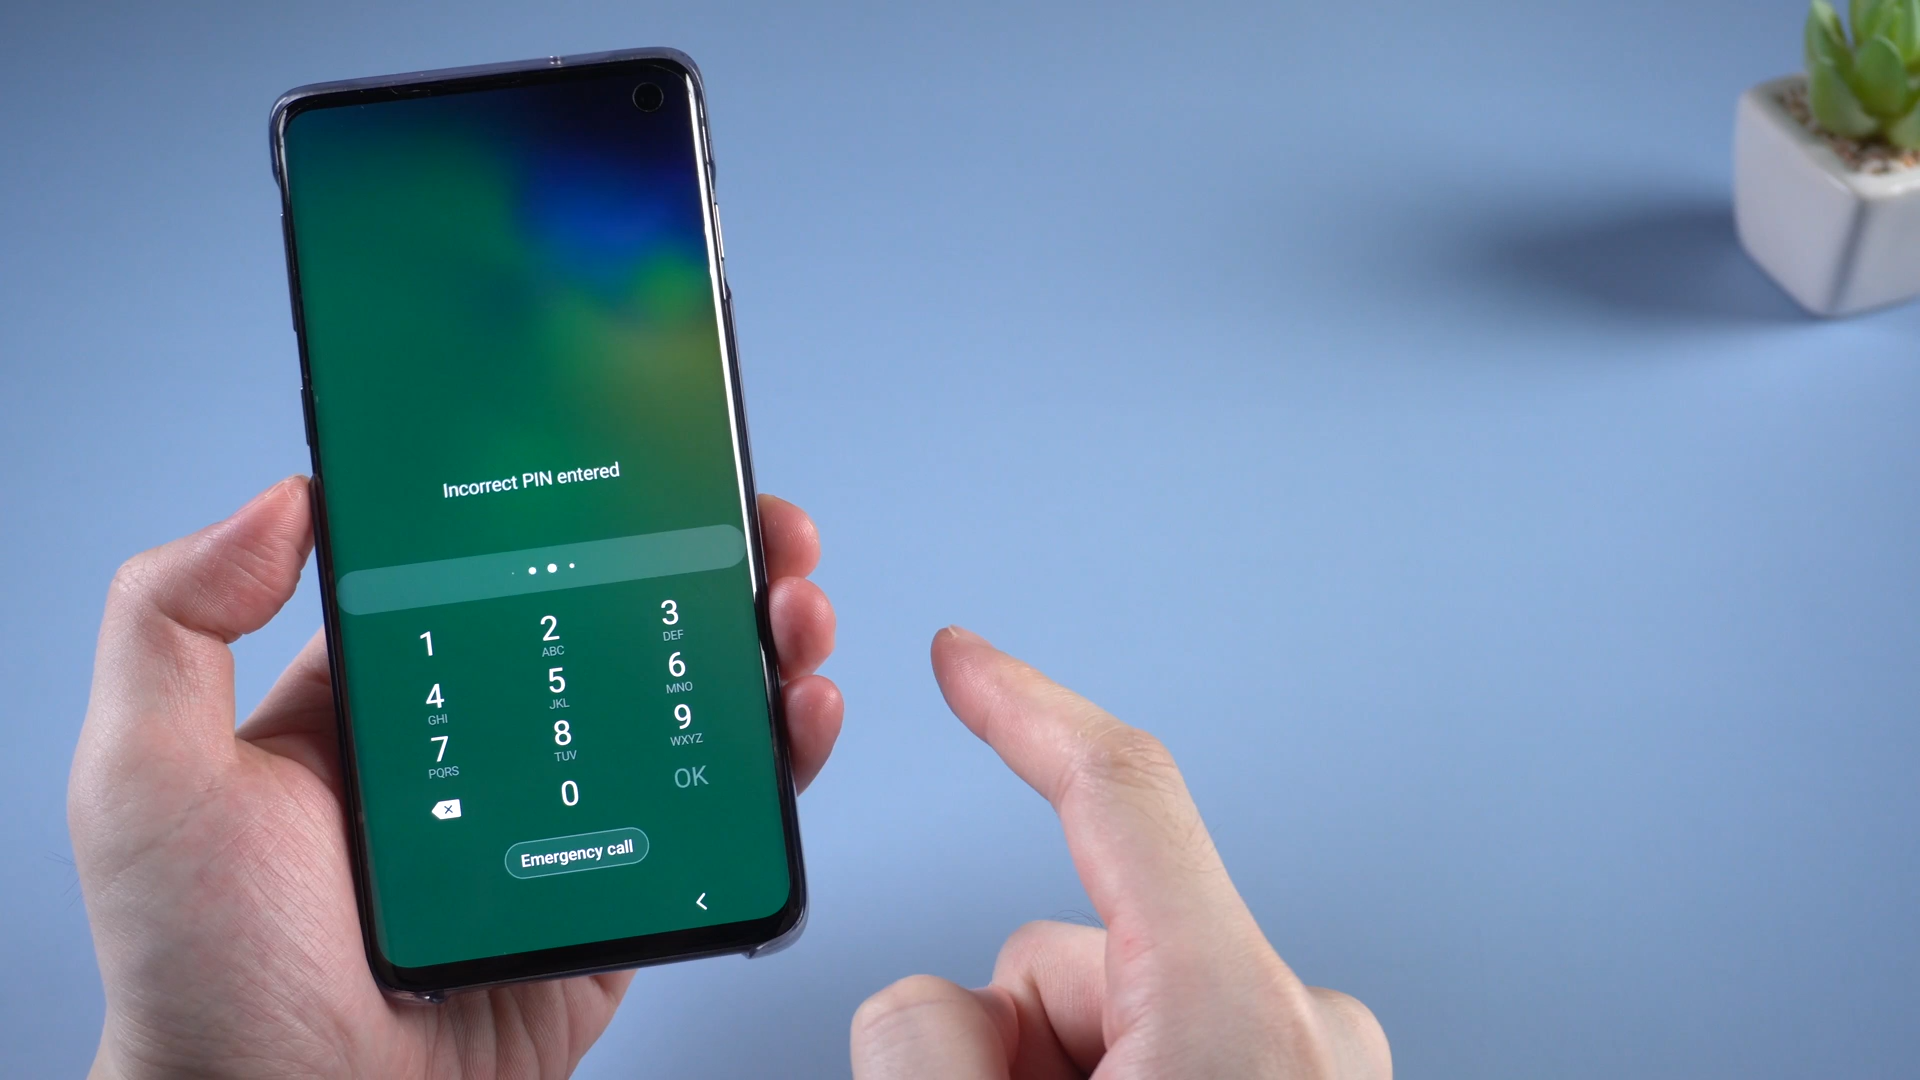 Incorrect PIN entered
1 2 3
ABC DEF
4 5 6
GHI JKL MNO
7 8 9
PQRS TUV WXYZ
0 OK
Emergency call